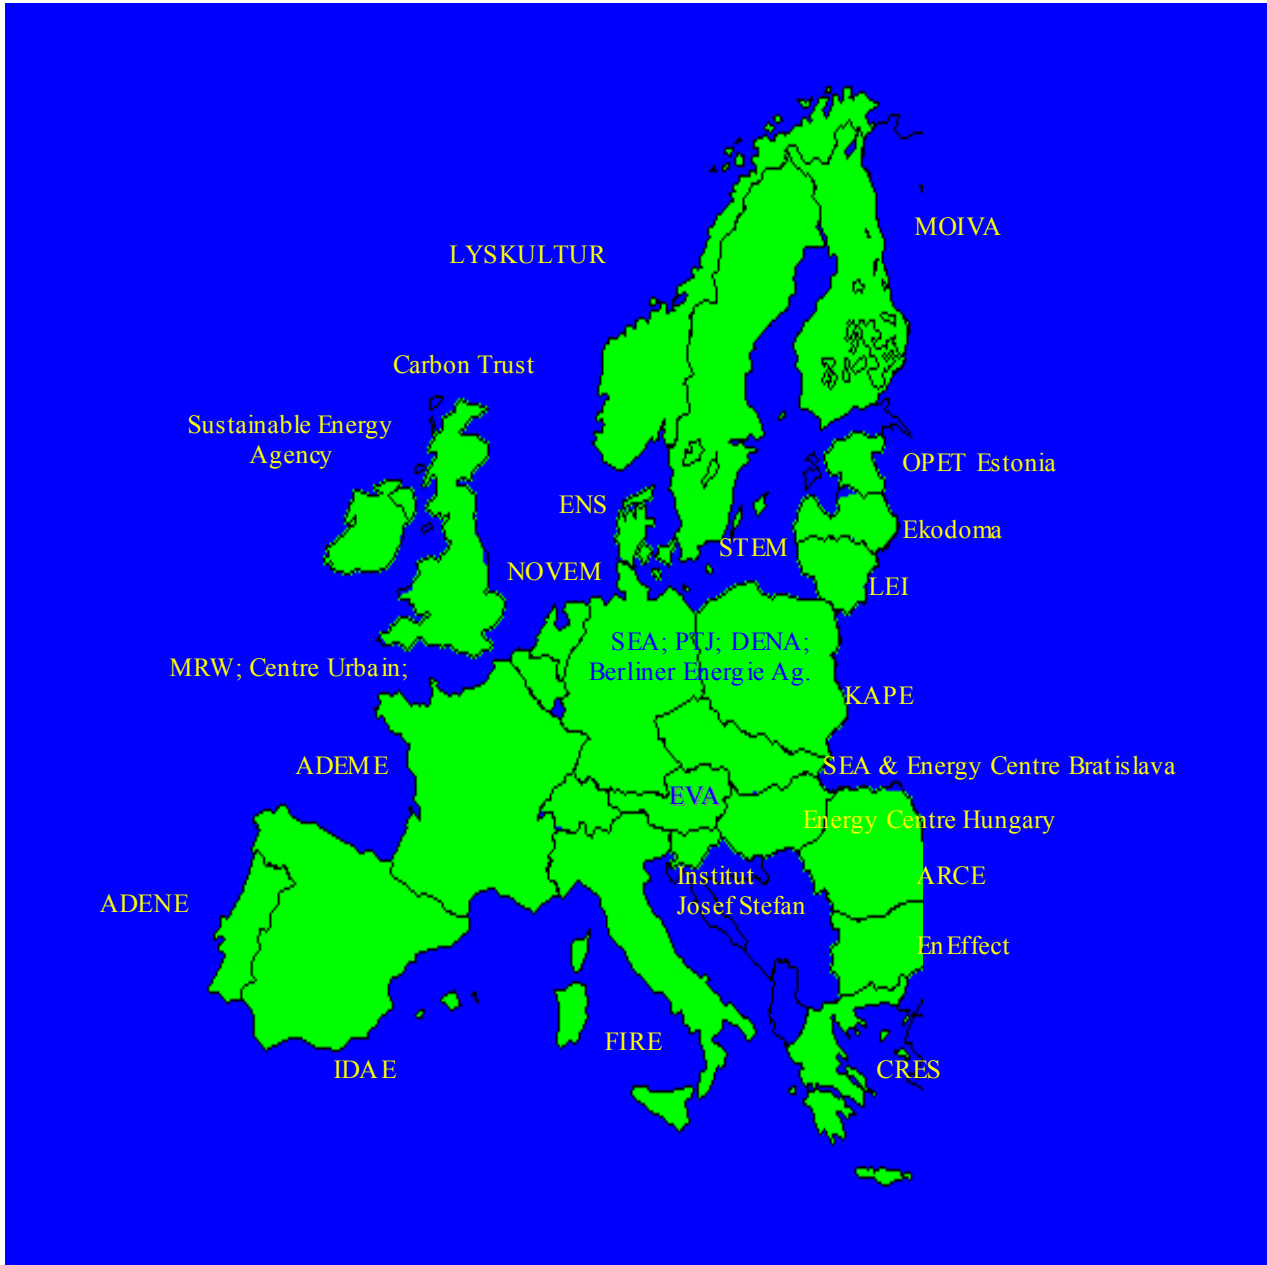 MOIVA
LYSKULTUR
Carbon Trust
Sustainable Energy
Agency
OPET Estonia
ENS
Ekodoma
STEM
NOVEM
LEI
SEA; PTJ; DENA;
Berliner Energie Ag.
MRW; Centre Urbain;
KAPE
ADEME
SEA & Energy Centre Bratislava
EVA
Energy Centre Hungary
Institut
Josef Stefan
ARCE
ADENE
EnEffect
FIRE
IDAE
CRES